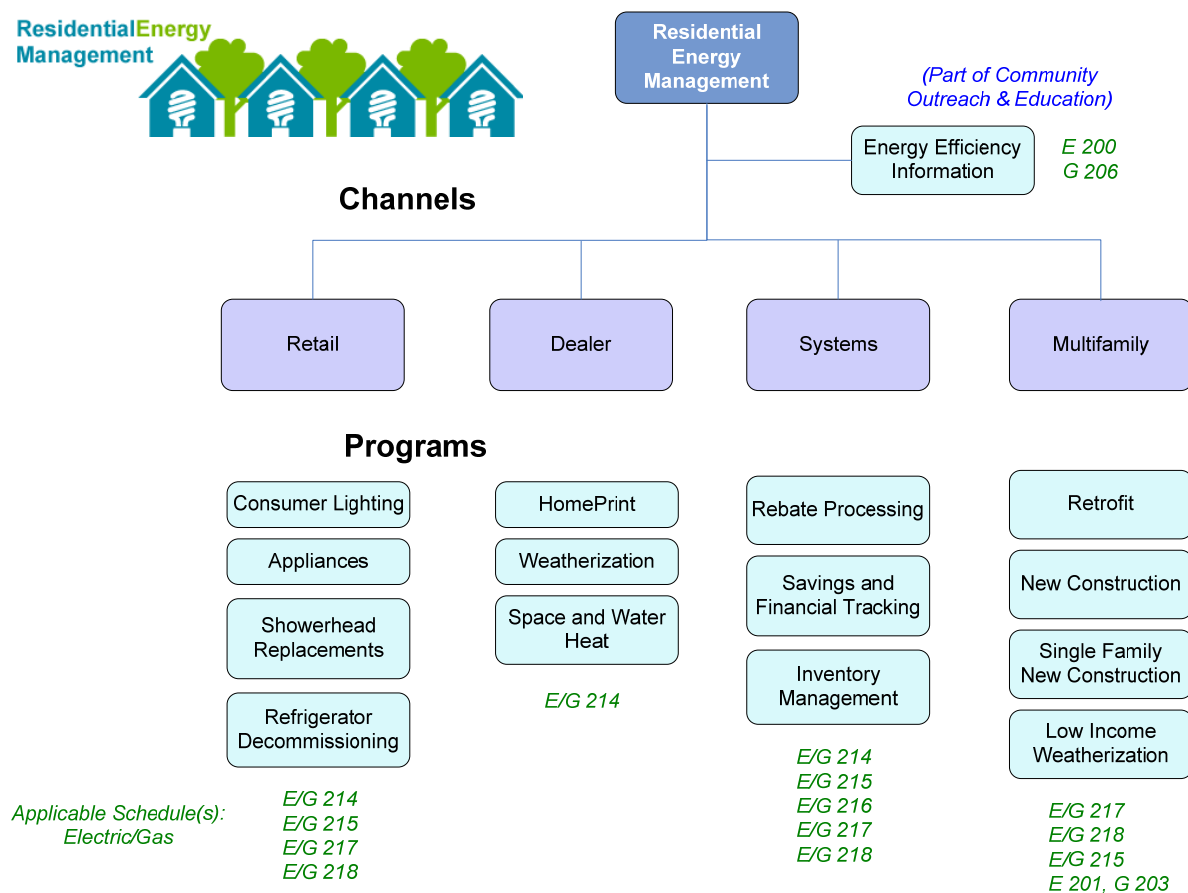 ResidentialEnergy
Management
Residential
Energy
Management
(Part of Community
Outreach & Education)
Energy Efficiency
Information
E 200
G 206
Channels
Retail
Dealer
Systems
Multifamily
Programs
Consumer Lighting
Appliances
Showerhead
Replacements
Refrigerator
Decommissioning
Applicable Schedule(s):
Electric/Gas
E/G 214
E/G 215
E/G 217
E/G 218
HomePrint
Weatherization
Space and Water
Heat
E/G 214
Rebate Processing
Savings and
Financial Tracking
Inventory
Management
E/G 214
E/G 215
E/G 216
E/G 217
E/G 218
Retrofit
New Construction
Single Family
New Construction
Low Income
Weatherization
E/G 217
E/G 218
E/G 215
E 201, G 203